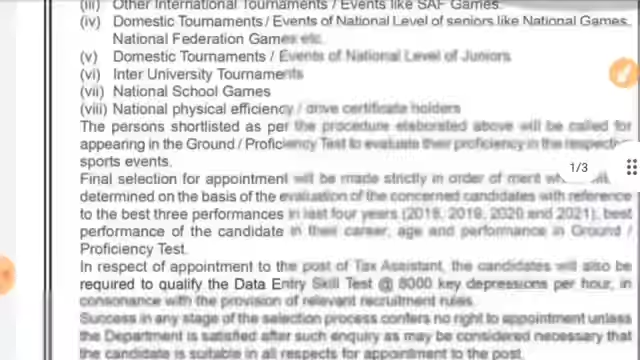 (iii) Other International Tournaments / Events like SAF Games.
(iv) Domestic Tournaments / Events of National Level of seniors like National Games,
National Federation Games etc.
(v) Domestic Tournaments / Events of National Level of Juniors
(vi) Inter University Tournaments
(vii) National School Games
(viii) National physical efficiency / drive certificate holders
The persons shortlisted as per the procedure elaborated above will be called for
appearing in the Ground / Proficiency Test to evaluate their proficiency in the respective
sports events.
1/3
Final selection for appointment will be made strictly in order of merit
determined on the basis of the evaluation of the concerned candidates with reference
to the best three performances in last four years (2018, 2019, 2020 and 2021), best
performance of the candidate in their career, age and performance in Ground /
Proficiency Test.
In respect of appointment to the post of Tax Assistant, the candidates will also be
required to qualify the Data Entry Skill Test @ 8000 key depressions per hour, in
consonance with the provision of relevant recruitment rules.
Success in any stage of the selection process confers no right to appointment unless
the Department is satisfied after such enquiry as may be considered necessary that
the candidate is suitable in all respects for appointment to the post.